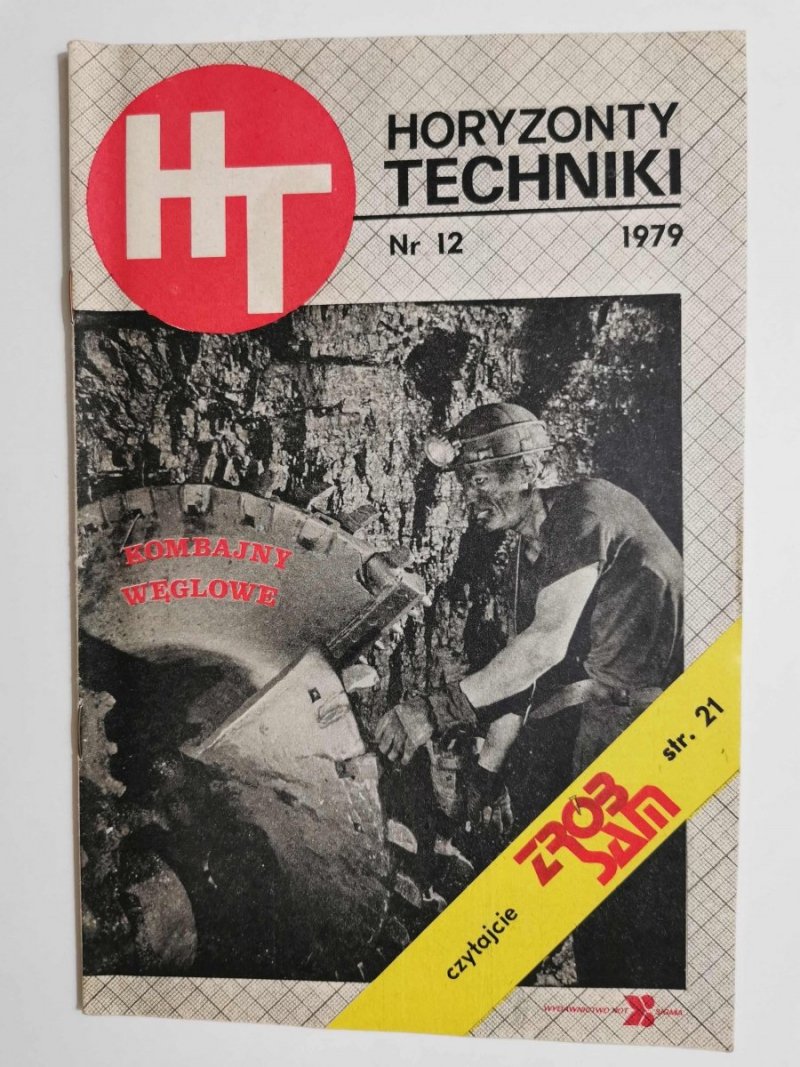 HT
HORYZONTY
TECHNIKI
Nr 12 1979
KOMBAJNY
WĘGLOWE
czytajcie ZRÓB SAM str. 21
WYDAWNICTWO NOT SIGMA